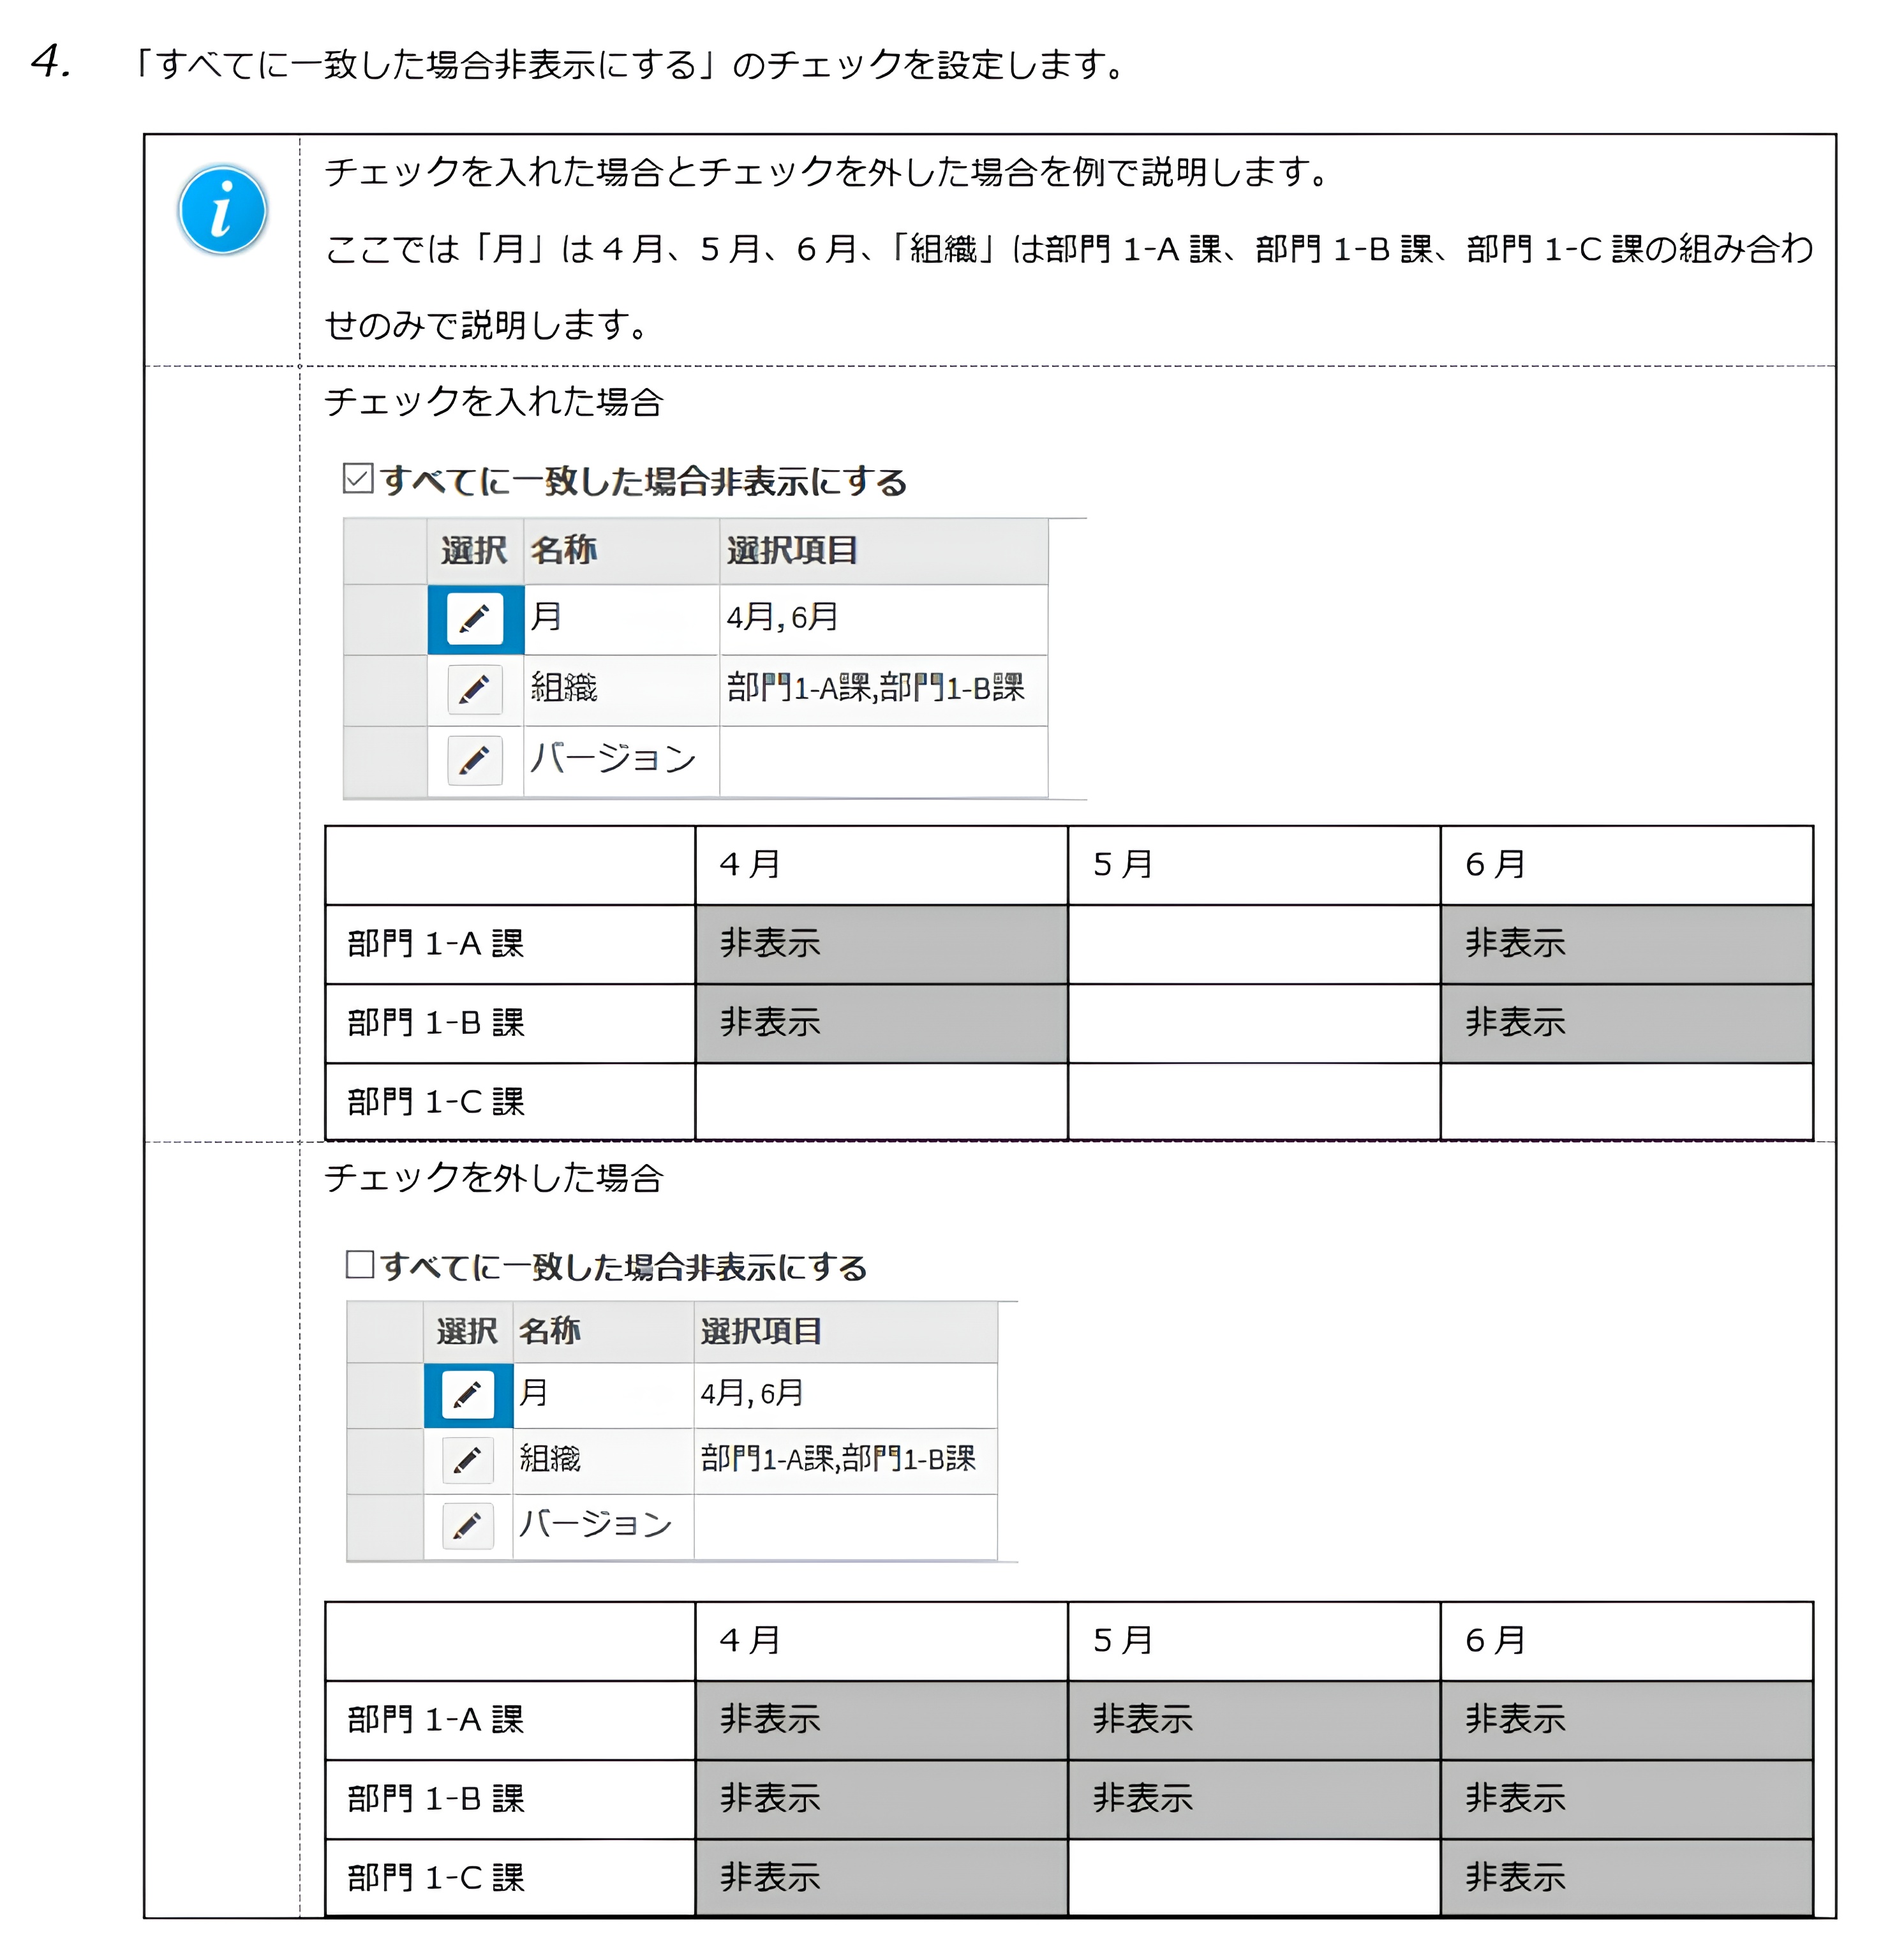 4. 「すべてに一致した場合非表示にする」のチェックを設定します。
i
チェックを入れた場合とチェックを外した場合を例で説明します。
ここでは「月」は 4 月、5 月、6 月、「組織」は部門 1-A 課、部門 1-B 課、部門 1-C 課の組み合わ
せのみで説明します。
チェックを入れた場合
すべてに一致した場合非表示にする
選択 名称 選択項目
月 4月, 6月
組織 部門1-A課,部門1-B課
バージョン
4 月 5 月 6 月
部門 1-A 課 非表示 非表示
部門 1-B 課 非表示 非表示
部門 1-C 課
チェックを外した場合
すべてに一致した場合非表示にする
選択 名称 選択項目
月 4月, 6月
組織 部門1-A課,部門1-B課
バージョン
4 月 5 月 6 月
部門 1-A 課 非表示 非表示 非表示
部門 1-B 課 非表示 非表示 非表示
部門 1-C 課 非表示 非表示